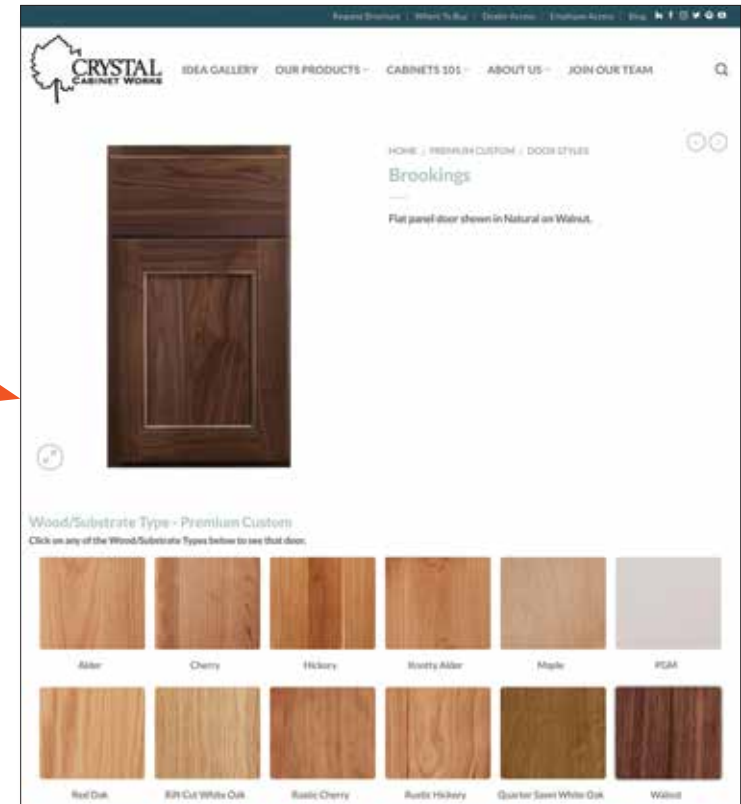 Request Brochure | Where To Buy | Dealer Access | Employee Access | Blog
CRYSTAL
CABINET WORKS
IDEA GALLERY OUR PRODUCTS CABINETS 101 ABOUT US JOIN OUR TEAM
HOME / PREMIUM CUSTOM / DOOR STYLES
Brookings
Flat panel door shown in Natural on Walnut.
Wood/Substrate Type - Premium Custom
Click on any of the Wood/Substrate Types below to see that door.
Alder Cherry Hickory Knotty Alder Maple PGM
Red Oak Rift Cut White Oak Rustic Cherry Rustic Hickory Quarter Sawn White Oak Walnut